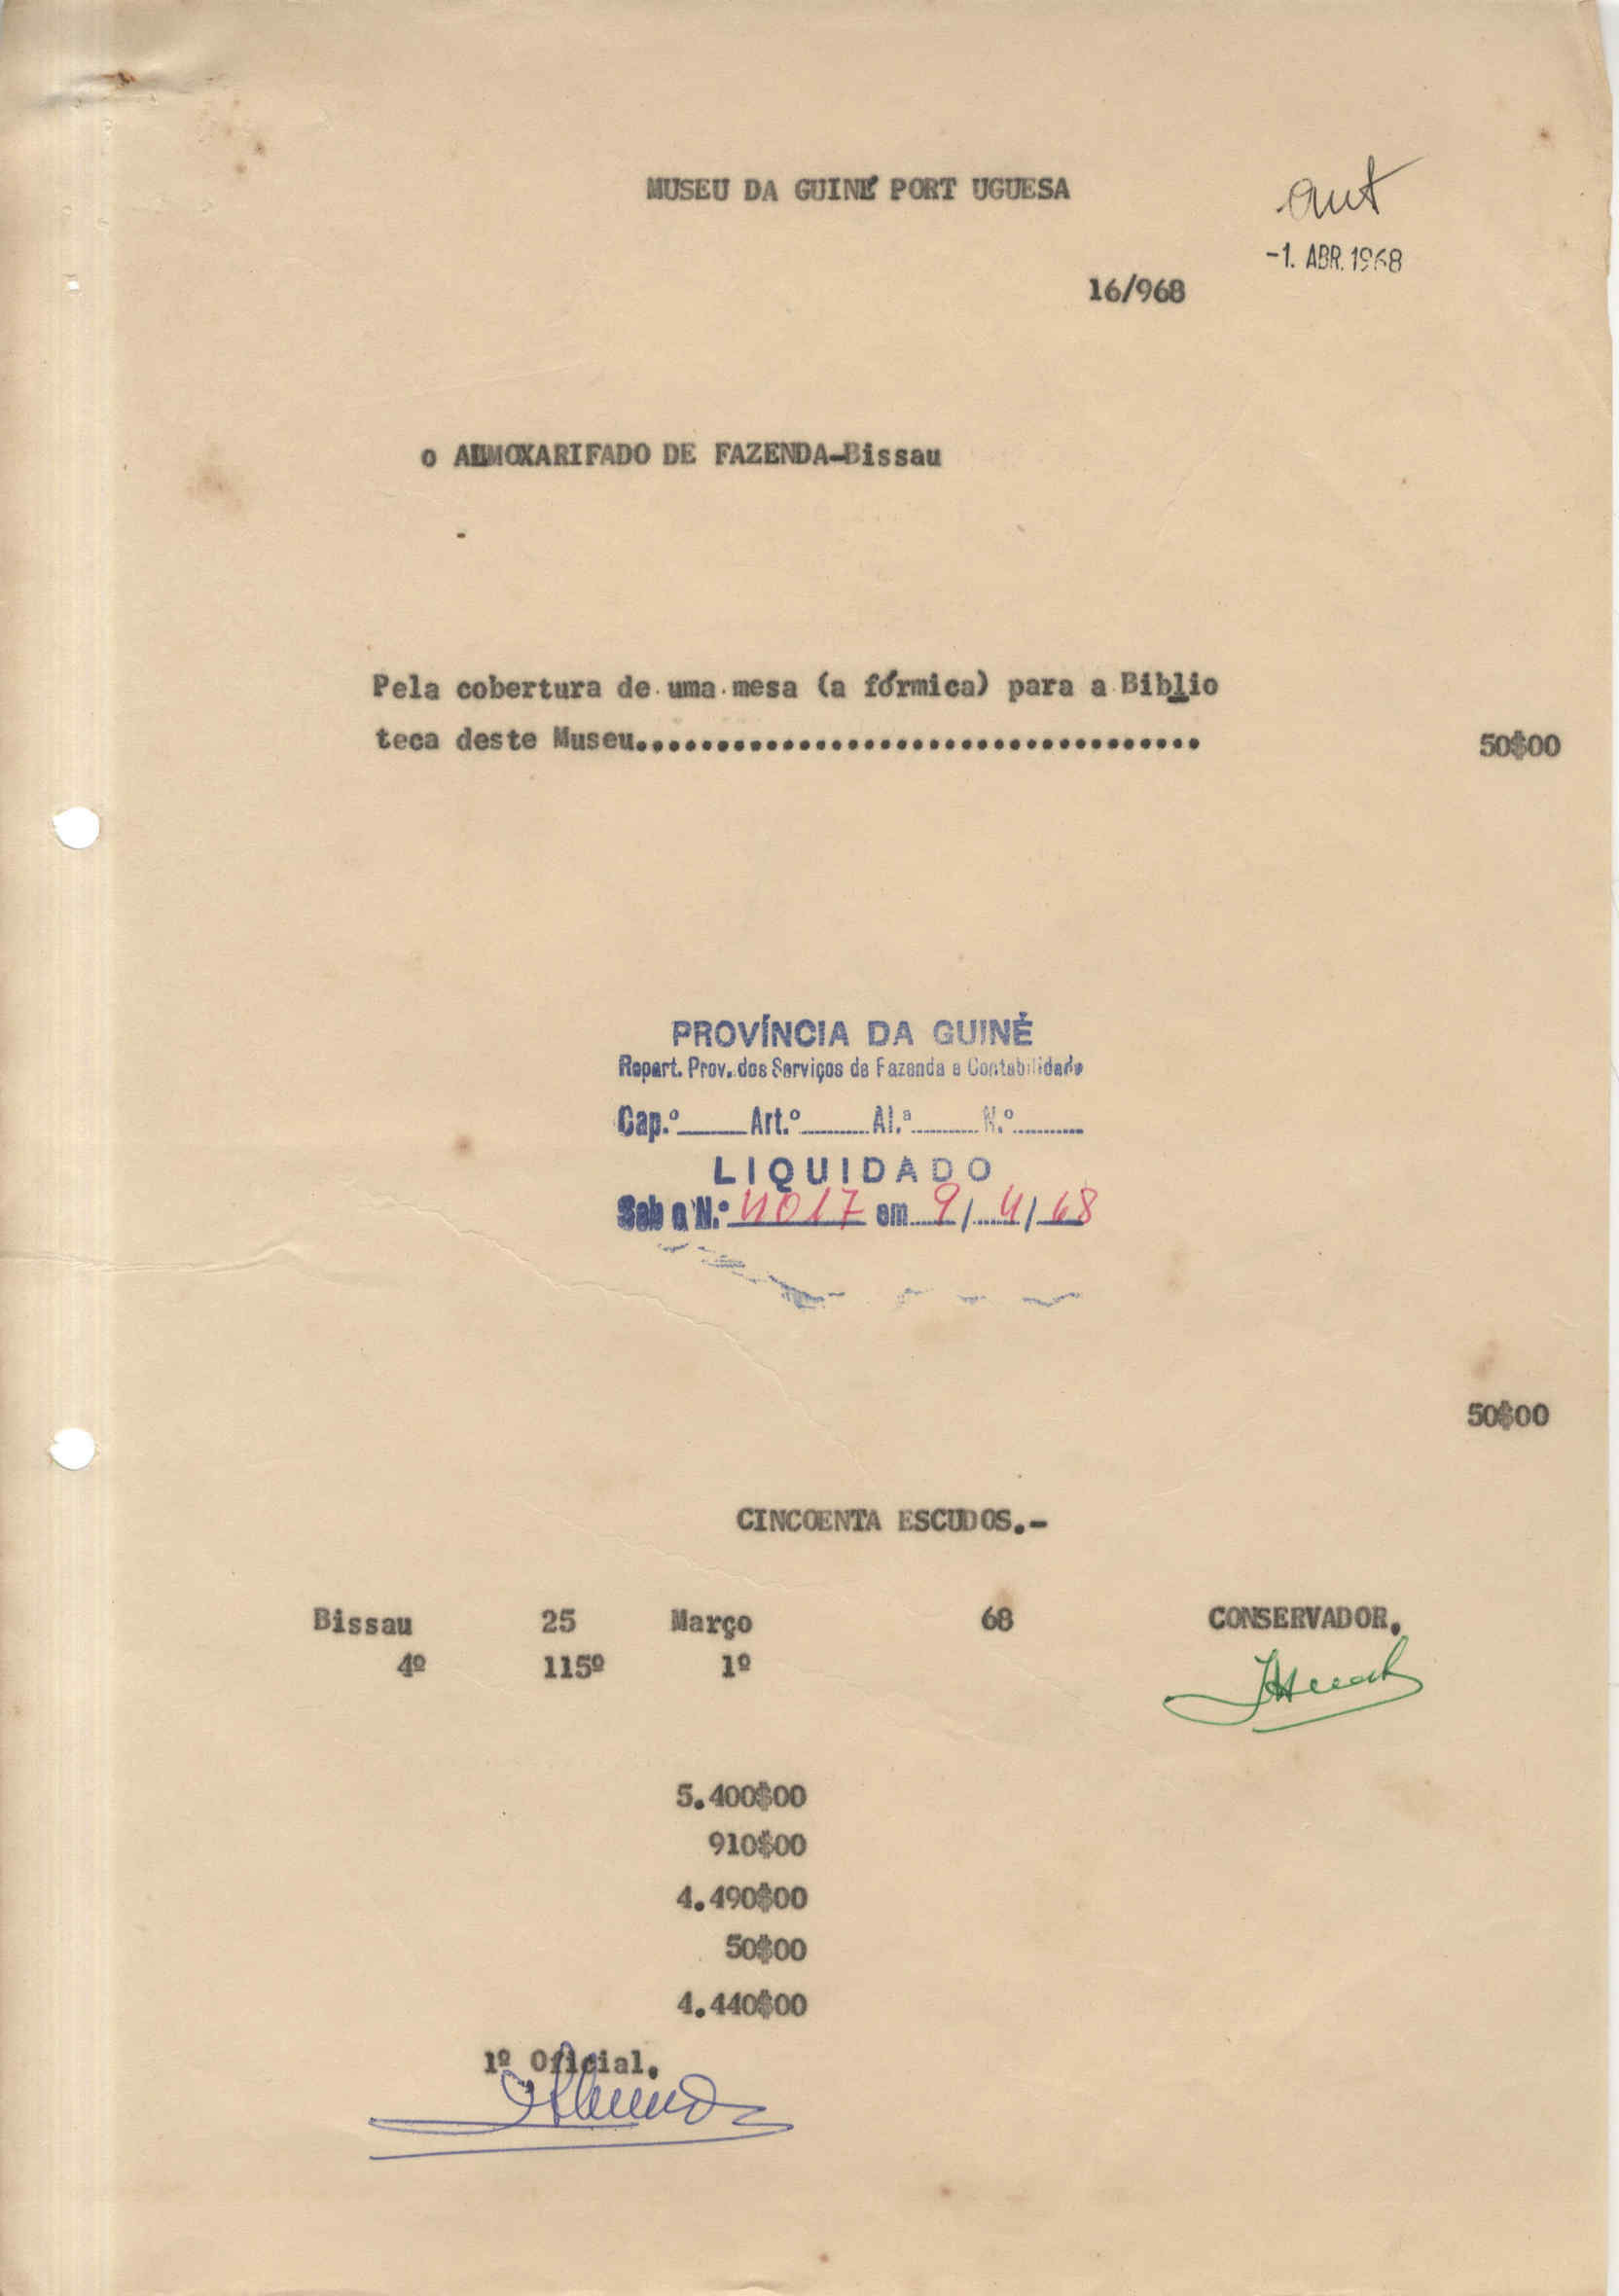 MUSEU DA GUINÉ PORT UGUESA
aut
-1. ABR. 1968
16/968
o ALMOXARIFADO DE FAZENDA-Bissau
-
Pela cobertura de uma mesa (a fórmica) para a Biblio
teca deste Museu...................................
50$00
PROVÍNCIA DA GUINÉ
Repart. Prov. dos Serviços de Fazenda e Contabilidade
Cap.º Art.º Al.ª N.º
LIQUIDADO
Sob o N.º 4017 em 9/4/68
50$00
CINCOENTA ESCUDOS.-
Bissau 25 Março 68 CONSERVADOR.
4º 115º 1º
5.400$00
910$00
4.490$00
50$00
4.440$00
1º Oficial.